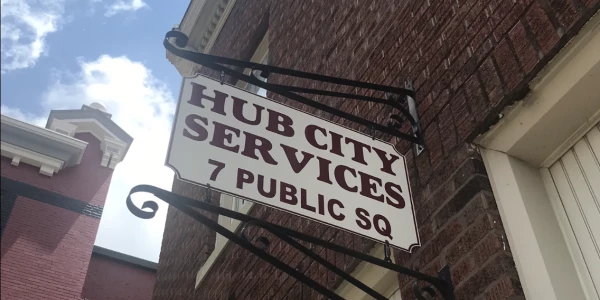 HUB CITY
SERVICES
7 PUBLIC SQ